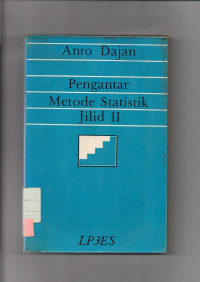 Anto Dajan
Pengantar
Metode Statistik
Jilid II
LP3ES